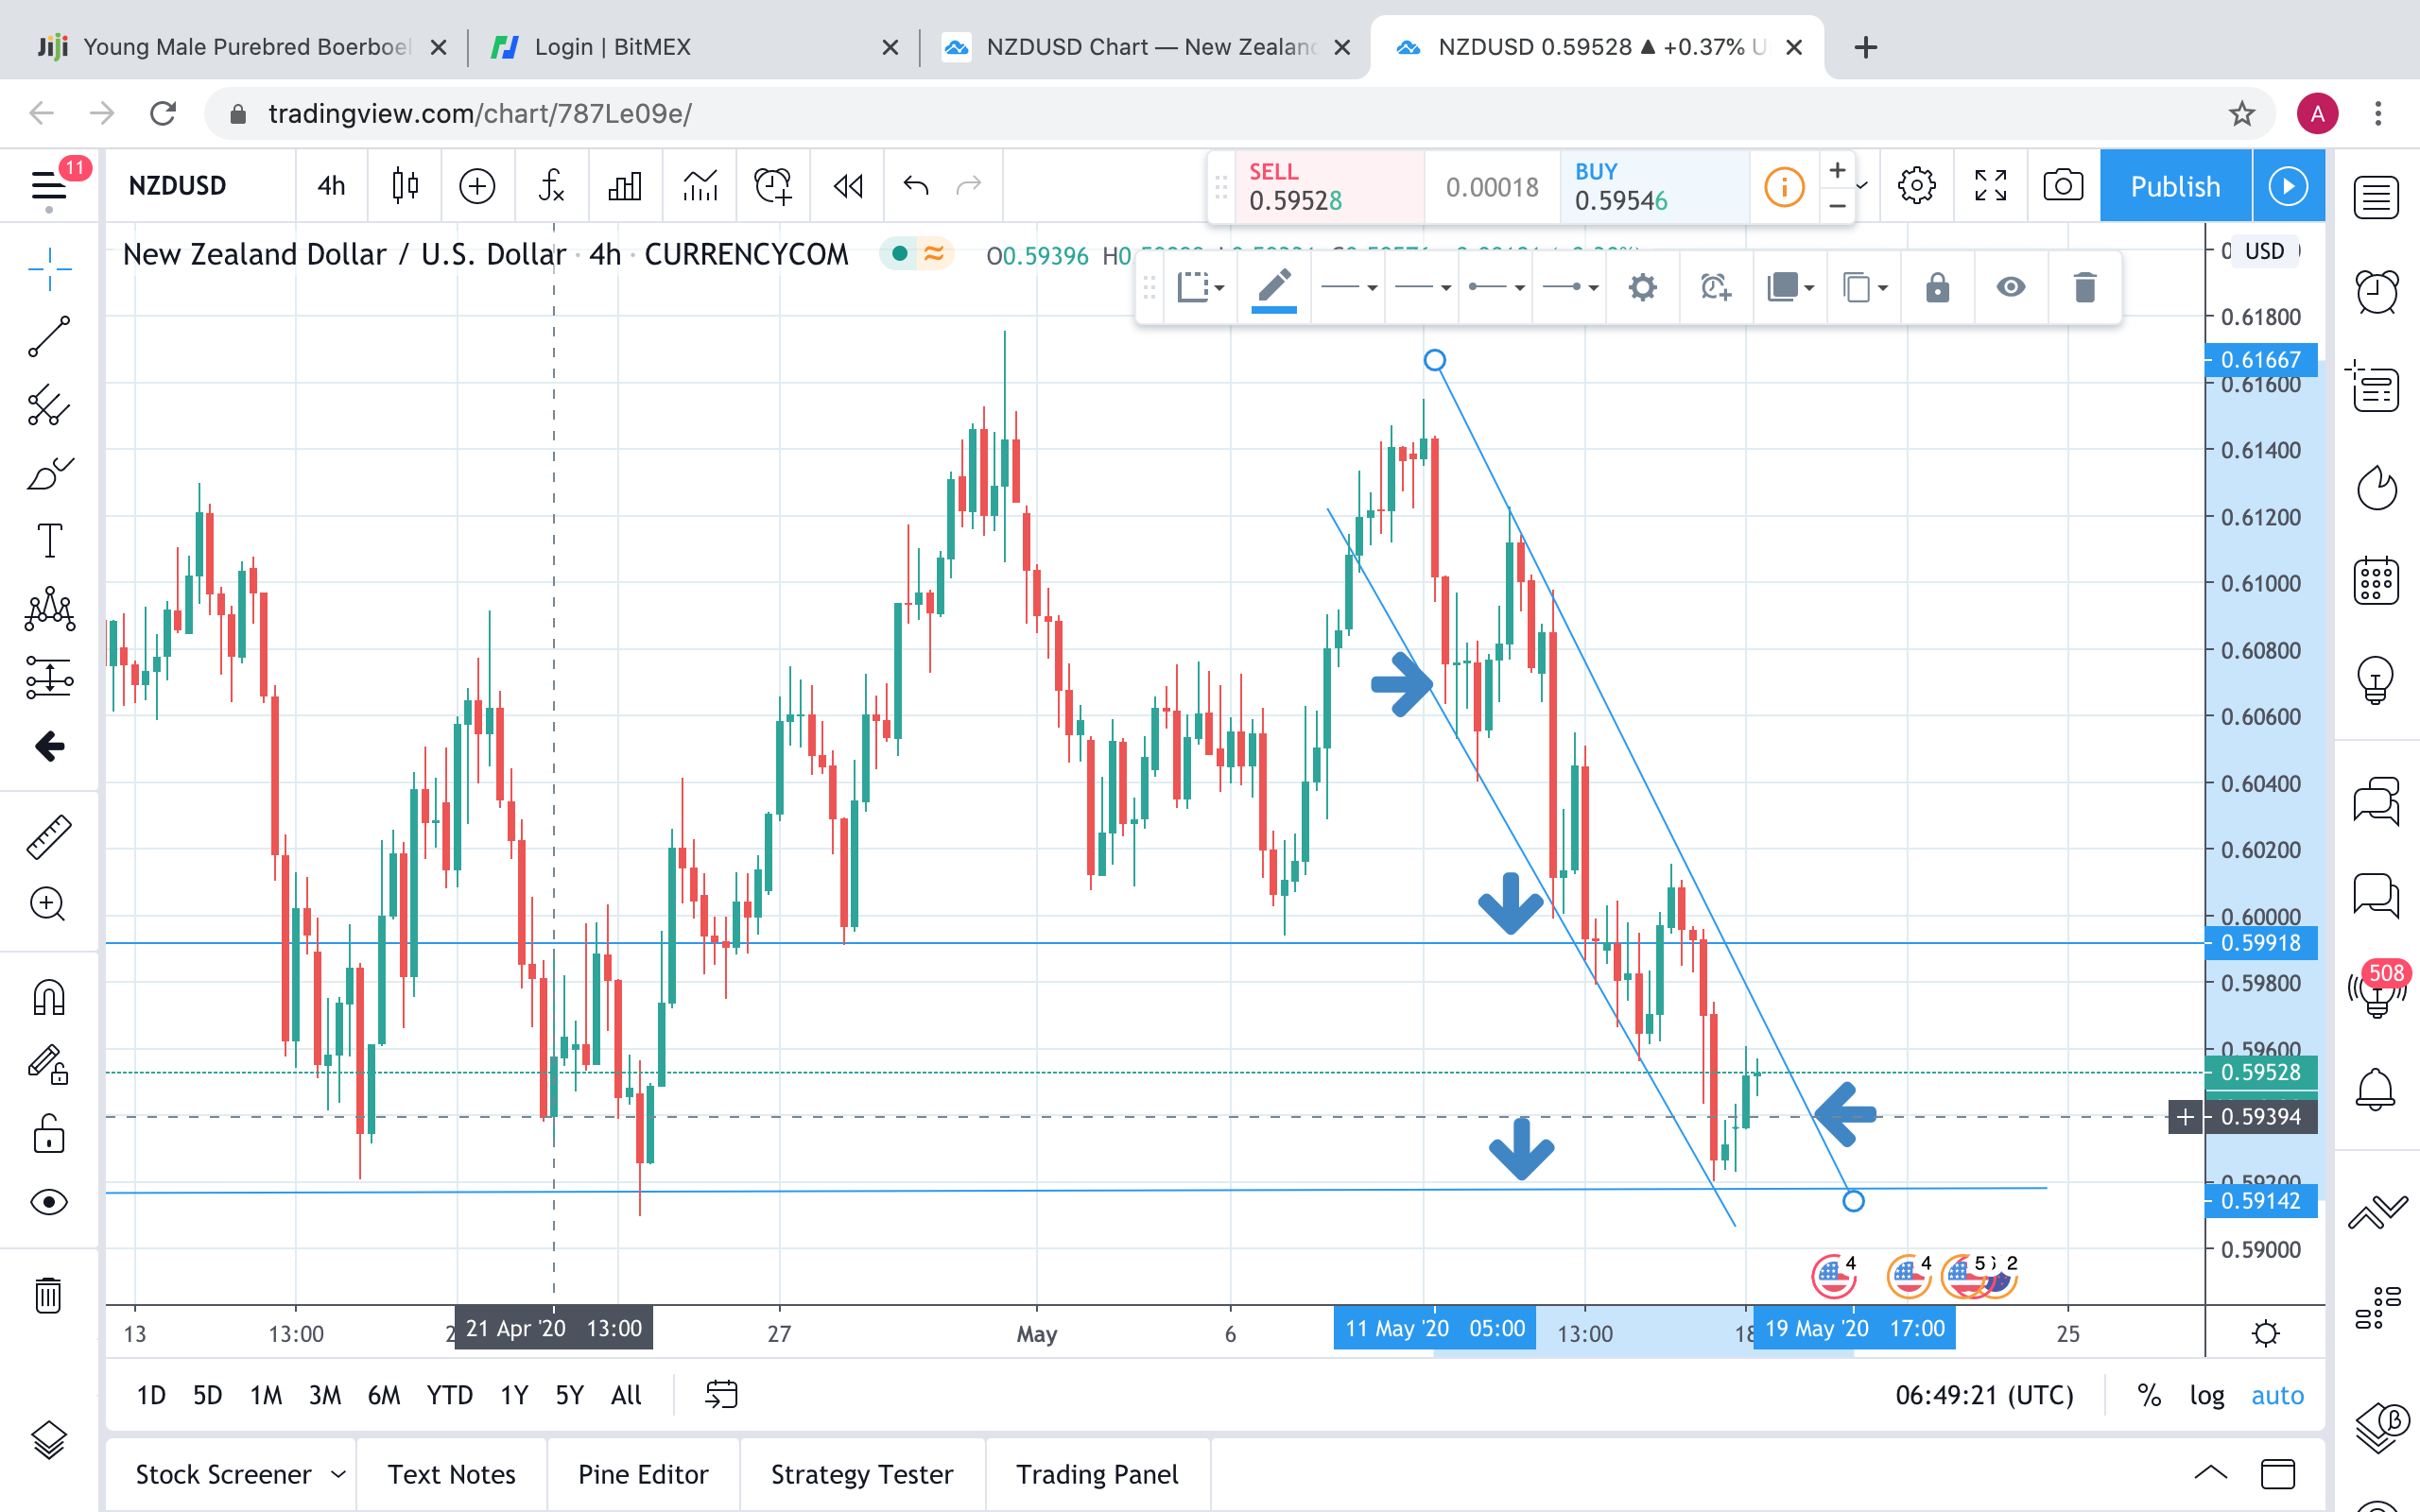 Jiji Young Male Purebred Boerboel
Login | BitMEX
NZDUSD Chart — New Zealan
NZDUSD 0.59528 ▲ +0.37% U
tradingview.com/chart/787Le09e/
A
11
NZDUSD
4h
SELL
0.59528
0.00018
BUY
0.59546
Publish
New Zealand Dollar / U.S. Dollar · 4h · CURRENCYCOM
O0.59396 H0.
USD
0.61800
0.61667
0.61600
0.61400
0.61200
0.61000
0.60800
0.60600
0.60400
0.60200
0.60000
0.59918
0.59800
0.59600
0.59528
0.59394
0.59200
0.59142
0.59000
508
4
4
5
2
13
13:00
21 Apr '20 13:00
27
May
6
11 May '20 05:00
13:00
18
19 May '20 17:00
25
1D 5D 1M 3M 6M YTD 1Y 5Y All
06:49:21 (UTC)
%
log
auto
Stock Screener
Text Notes
Pine Editor
Strategy Tester
Trading Panel